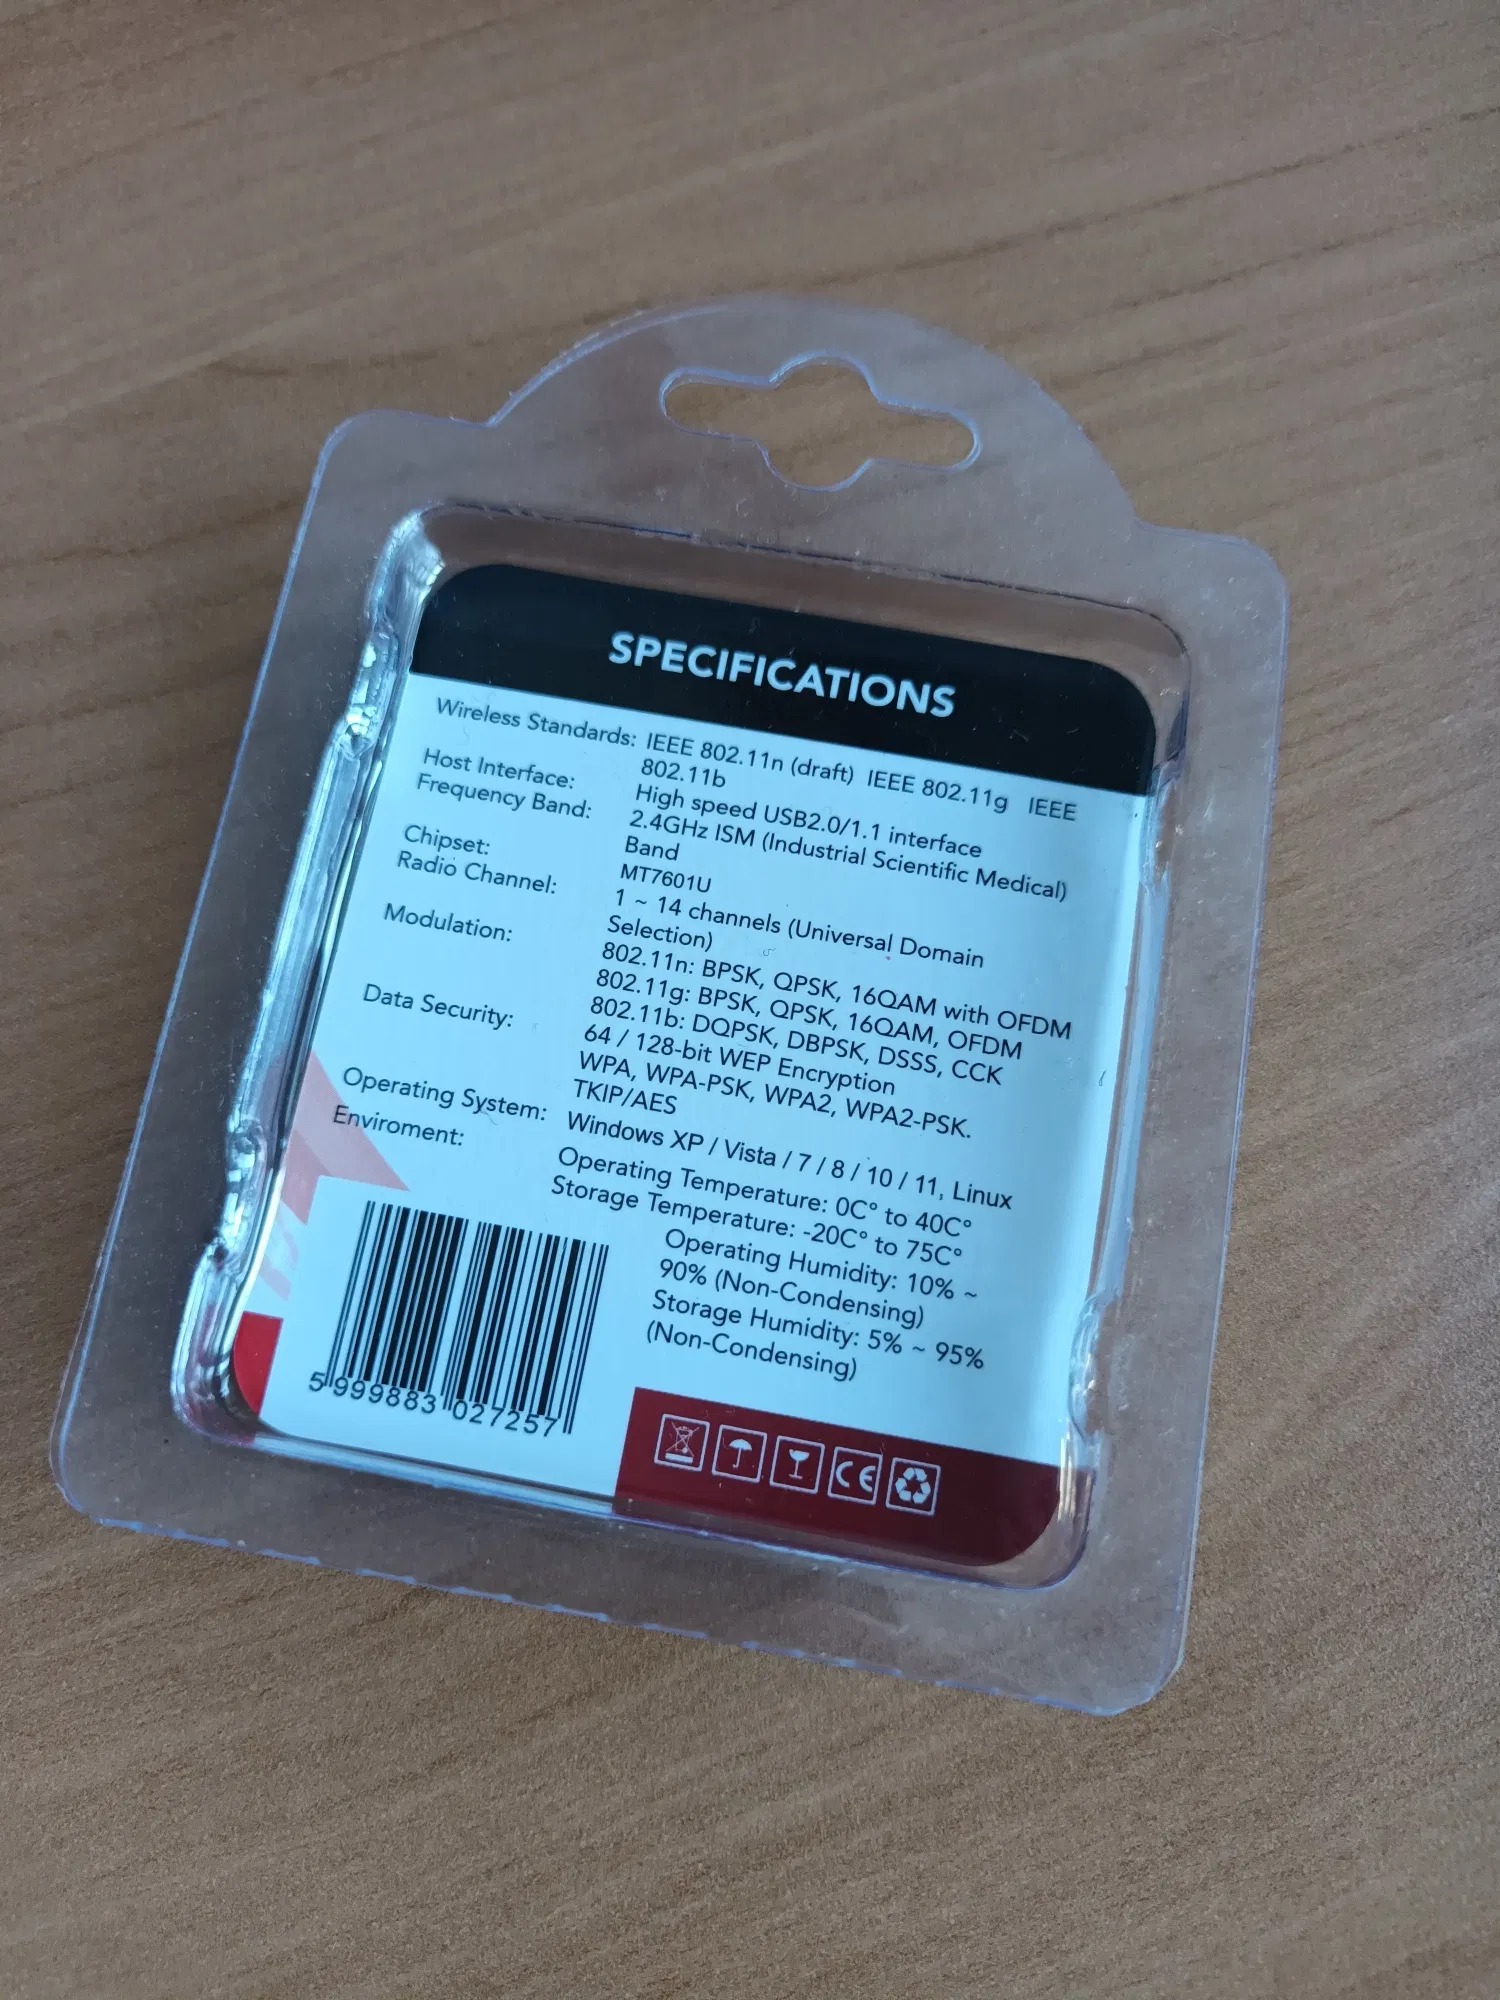 SPECIFICATIONS
Wireless Standards: IEEE 802.11n (draft) IEEE 802.11g IEEE
802.11b
Host Interface: High speed USB2.0/1.1 interface
Frequency Band: 2.4GHz ISM (Industrial Scientific Medical)
Band
Chipset: MT7601U
Radio Channel: 1 ~ 14 channels (Universal Domain
Selection)
Modulation: 802.11n: BPSK, QPSK, 16QAM with OFDM
802.11g: BPSK, QPSK, 16QAM, OFDM
802.11b: DQPSK, DBPSK, DSSS, CCK
Data Security: 64 / 128-bit WEP Encryption
WPA, WPA-PSK, WPA2, WPA2-PSK.
TKIP/AES
Operating System: Windows XP / Vista / 7 / 8 / 10 / 11, Linux
Enviroment: Operating Temperature: 0C° to 40C°
Storage Temperature: -20C° to 75C°
Operating Humidity: 10% ~
90% (Non-Condensing)
Storage Humidity: 5% ~ 95%
(Non-Condensing)
5 999883 027257
CE